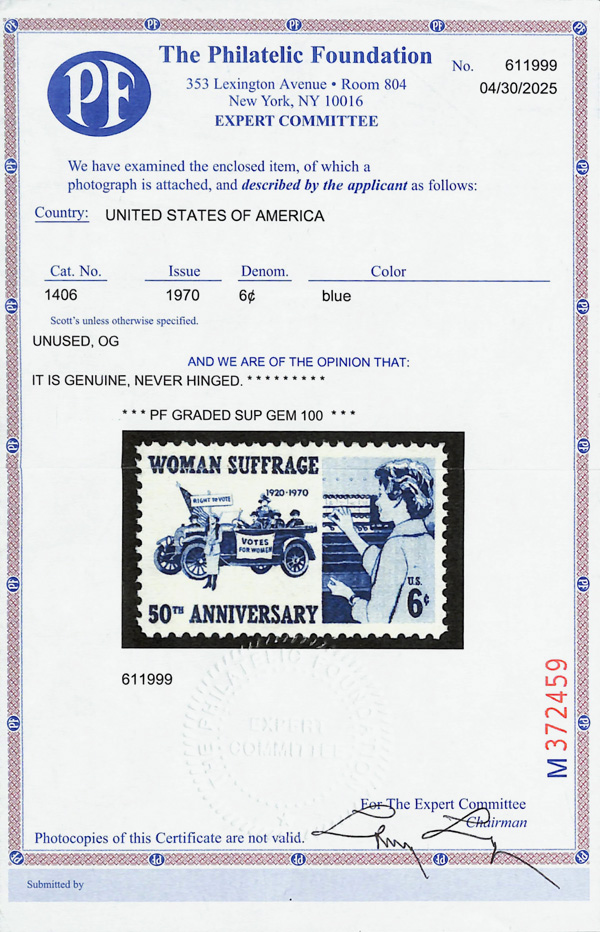 PF
The Philatelic Foundation
353 Lexington Avenue • Room 804
New York, NY 10016
EXPERT COMMITTEE
No. 611999
04/30/2025
We have examined the enclosed item, of which a
photograph is attached, and described by the applicant as follows:
Country: UNITED STATES OF AMERICA
Cat. No. Issue Denom. Color
1406 1970 6¢ blue
Scott's unless otherwise specified.
UNUSED, OG
AND WE ARE OF THE OPINION THAT:
IT IS GENUINE, NEVER HINGED. * * * * * * * * *
* * * PF GRADED SUP GEM 100 * * *
WOMAN SUFFRAGE
1920-1970
RIGHT TO VOTE
VOTES
FOR WOMEN
U.S.
6¢
50TH ANNIVERSARY
611999
THE PHILATELIC FOUNDATION
EXPERT
COMMITTEE
M 372459
For The Expert Committee
Chairman
Photocopies of this Certificate are not valid.
Submitted by